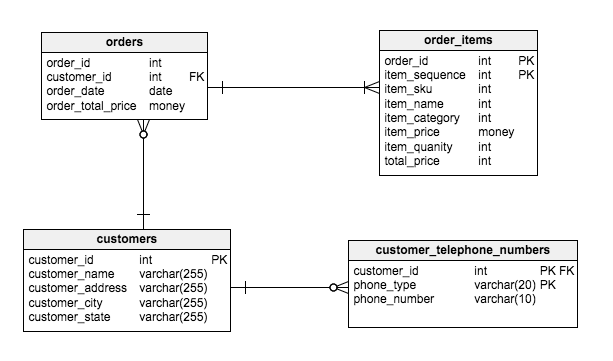 orders
order_id int
customer_id int FK
order_date date
order_total_price money
order_items
order_id int PK
item_sequence int PK
item_sku int
item_name int
item_category int
item_price money
item_quanity int
total_price int
customers
customer_id int PK
customer_name varchar(255)
customer_address varchar(255)
customer_city varchar(255)
customer_state varchar(255)
customer_telephone_numbers
customer_id int PK FK
phone_type varchar(20) PK
phone_number varchar(10)